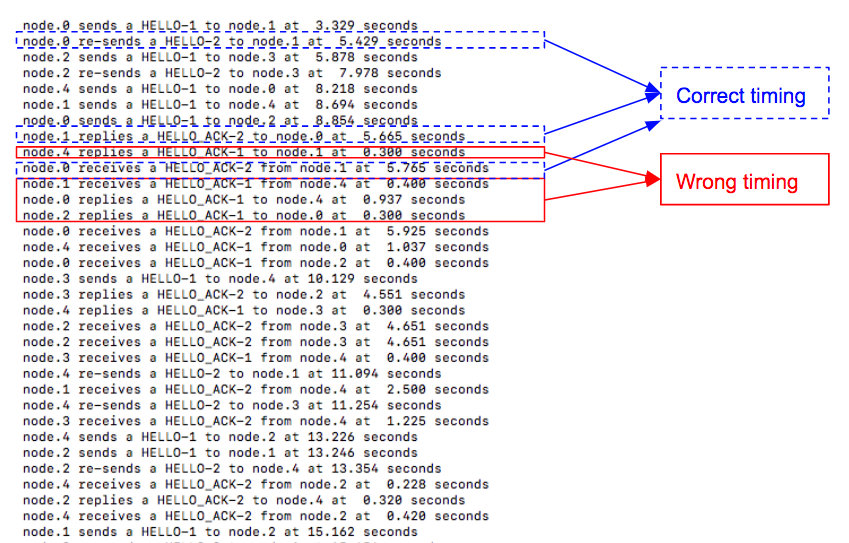 node.0 sends a HELLO-1 to node.1 at  3.329 seconds
node.0 re-sends a HELLO-2 to node.1 at  5.429 seconds
node.2 sends a HELLO-1 to node.3 at  5.878 seconds
node.2 re-sends a HELLO-2 to node.3 at  7.978 seconds
node.4 sends a HELLO-1 to node.0 at  8.218 seconds
node.1 sends a HELLO-1 to node.4 at  8.694 seconds
node.0 sends a HELLO-1 to node.2 at  8.854 seconds
node.1 replies a HELLO_ACK-2 to node.0 at  5.665 seconds
node.4 replies a HELLO_ACK-1 to node.1 at  0.300 seconds
node.0 receives a HELLO_ACK-2 from node.1 at  5.765 seconds
node.1 receives a HELLO_ACK-1 from node.4 at  0.400 seconds
node.0 replies a HELLO_ACK-1 to node.4 at  0.937 seconds
node.2 replies a HELLO_ACK-1 to node.0 at  0.300 seconds
node.0 receives a HELLO_ACK-2 from node.1 at  5.925 seconds
node.4 receives a HELLO_ACK-1 from node.0 at  1.037 seconds
node.0 receives a HELLO_ACK-1 from node.2 at  0.400 seconds
node.3 sends a HELLO-1 to node.4 at 10.129 seconds
node.3 replies a HELLO_ACK-2 to node.2 at  4.551 seconds
node.4 replies a HELLO_ACK-1 to node.3 at  0.300 seconds
node.2 receives a HELLO_ACK-2 from node.3 at  4.651 seconds
node.2 receives a HELLO_ACK-2 from node.3 at  4.651 seconds
node.3 receives a HELLO_ACK-1 from node.4 at  0.400 seconds
node.4 re-sends a HELLO-2 to node.1 at 11.094 seconds
node.1 receives a HELLO_ACK-2 from node.4 at  2.500 seconds
node.4 re-sends a HELLO-2 to node.3 at 11.254 seconds
node.3 receives a HELLO_ACK-2 from node.4 at  1.225 seconds
node.4 sends a HELLO-1 to node.2 at 13.226 seconds
node.2 sends a HELLO-1 to node.1 at 13.246 seconds
node.2 re-sends a HELLO-2 to node.4 at 13.354 seconds
node.4 receives a HELLO_ACK-2 from node.2 at  0.228 seconds
node.2 replies a HELLO_ACK-2 to node.4 at  0.320 seconds
node.4 receives a HELLO_ACK-2 from node.2 at  0.420 seconds
node.1 sends a HELLO-1 to node.2 at 15.162 seconds
Correct timing
Wrong timing